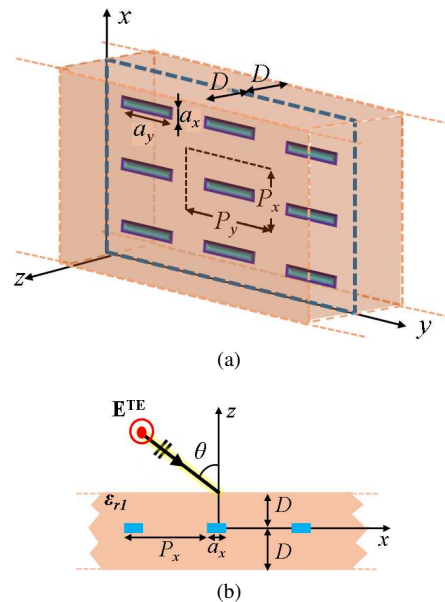 x
D D
a_x
a_y
P_x
P_y
z
y
(a)
E^TE
z
θ
ε_r1
D
x
P_x a_x D
(b)